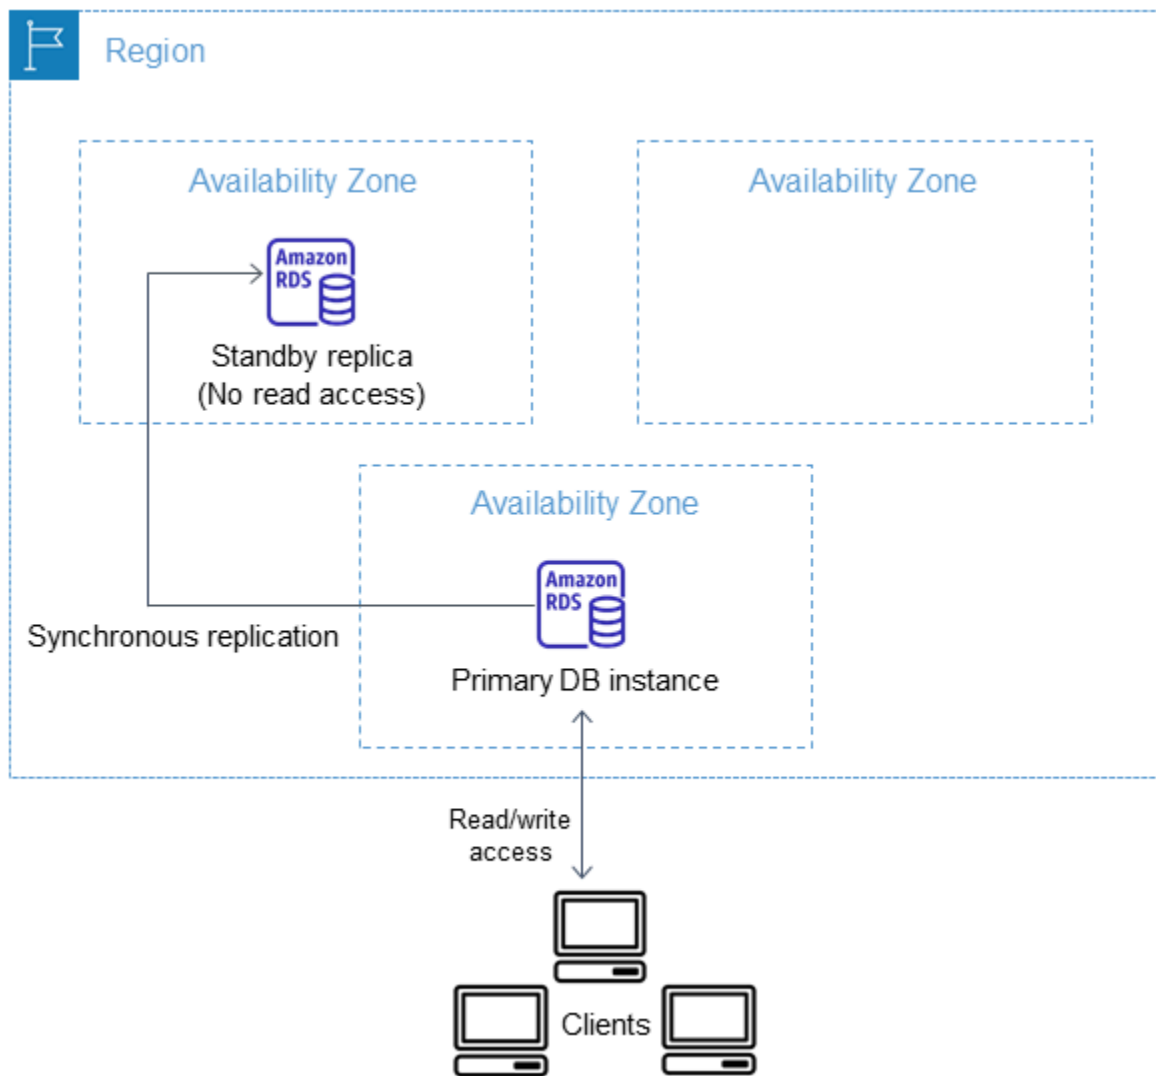 Region
Availability Zone
Availability Zone
Amazon
RDS
Standby replica
(No read access)
Availability Zone
Amazon
RDS
Synchronous replication
Primary DB instance
Read/write
access
Clients